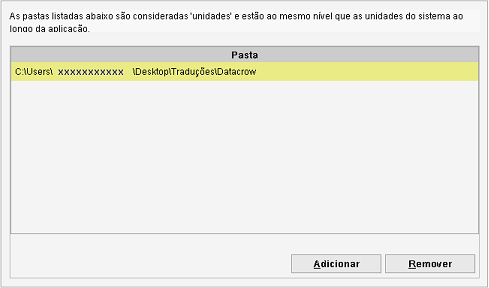 As pastas listadas abaixo são consideradas 'unidades' e estão ao mesmo nível que as unidades do sistema ao
longo da aplicação.
Pasta
C:\Users\ xxxxxxxxxxx \Desktop\Traduções\Datacrow
Adicionar Remover